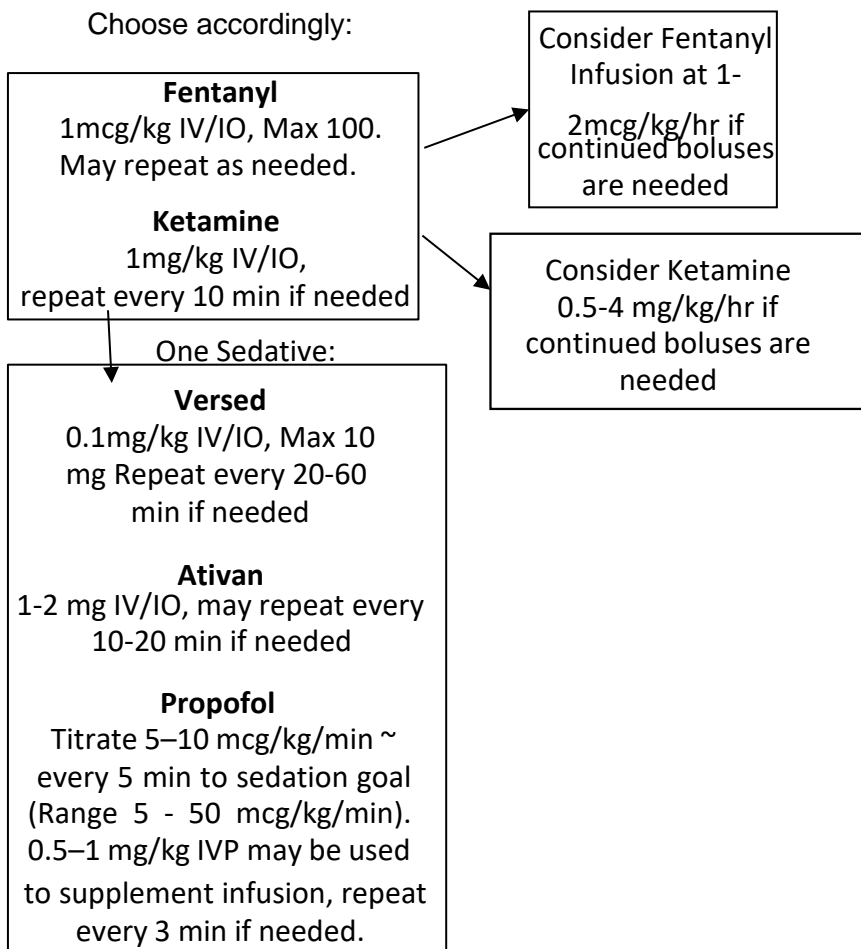 Choose accordingly:
Fentanyl
1mcg/kg IV/IO, Max 100.
May repeat as needed.
Ketamine
1mg/kg IV/IO,
repeat every 10 min if needed
Consider Fentanyl
Infusion at 1-
2mcg/kg/hr if
continued boluses
are needed
Consider Ketamine
0.5-4 mg/kg/hr if
continued boluses are
needed
One Sedative:
Versed
0.1mg/kg IV/IO, Max 10
mg Repeat every 20-60
min if needed
Ativan
1-2 mg IV/IO, may repeat every
10-20 min if needed
Propofol
Titrate 5–10 mcg/kg/min ~
every 5 min to sedation goal
(Range 5 - 50 mcg/kg/min).
0.5–1 mg/kg IVP may be used
to supplement infusion, repeat
every 3 min if needed.